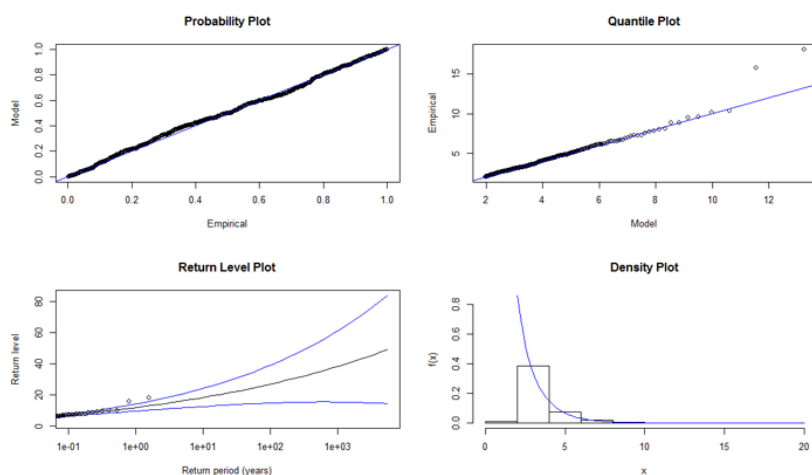 Probability Plot
Model
0.0 0.2 0.4 0.6 0.8 1.0
0.0 0.2 0.4 0.6 0.8 1.0
Empirical
Quantile Plot
Empirical
5 10 15
2 4 6 8 10 12
Model
Return Level Plot
Return level
0 20 40 60 80
1e-01 1e+00 1e+01 1e+02 1e+03
Return period (years)
Density Plot
f(x)
0.0 0.2 0.4 0.6 0.8
0 5 10 15 20
x